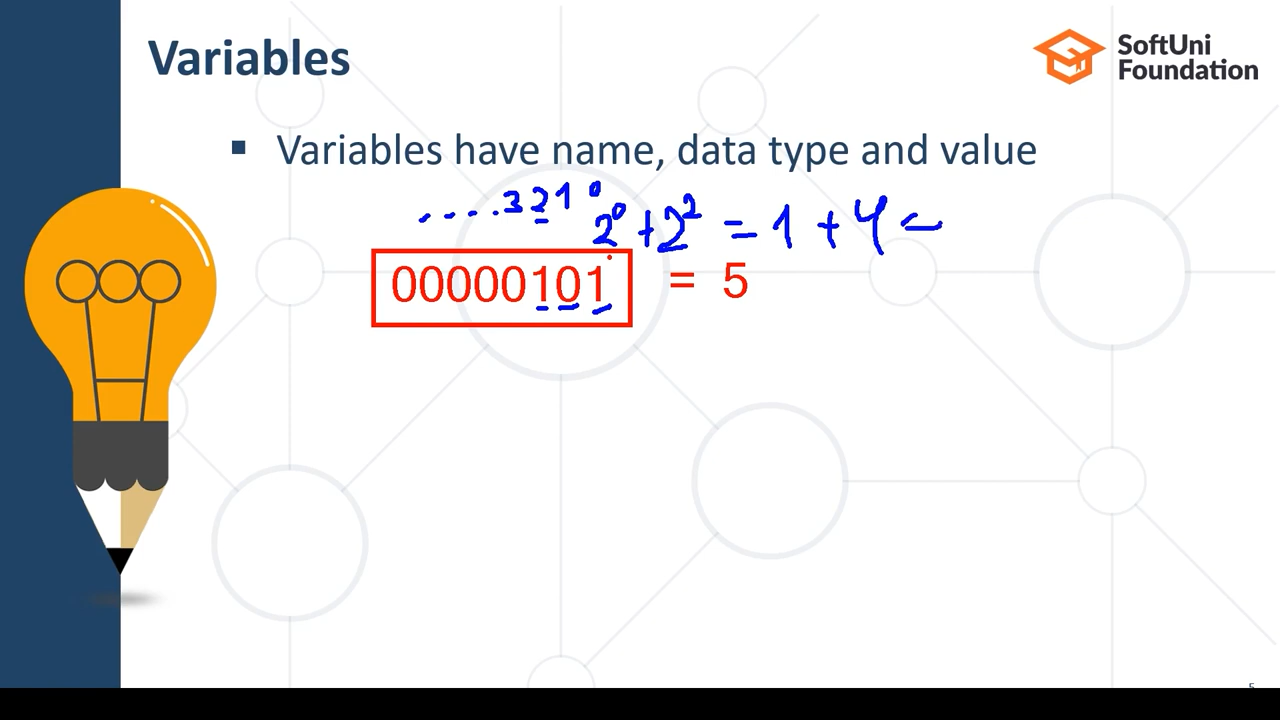 Variables
SoftUni
Foundation
▪ Variables have name, data type and value
....3 2 1 0
2⁰ + 2² = 1 + 4 =
00000101 = 5
5